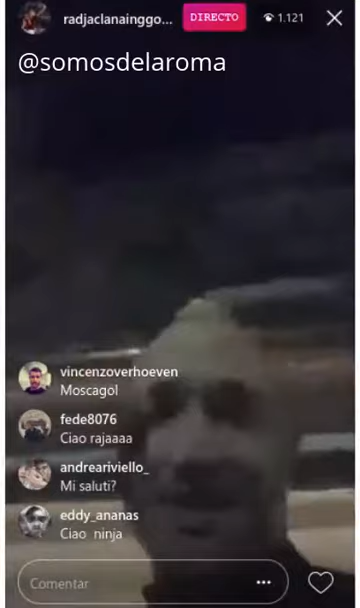 radjaclanainggo...
DIRECTO
1.121
@somosdelaroma
vincenzoverhoeven
Moscagol
fede8076
Ciao rajaaaa
andreariviello_
Mi saluti?
eddy_ananas
Ciao ninja
Comentar